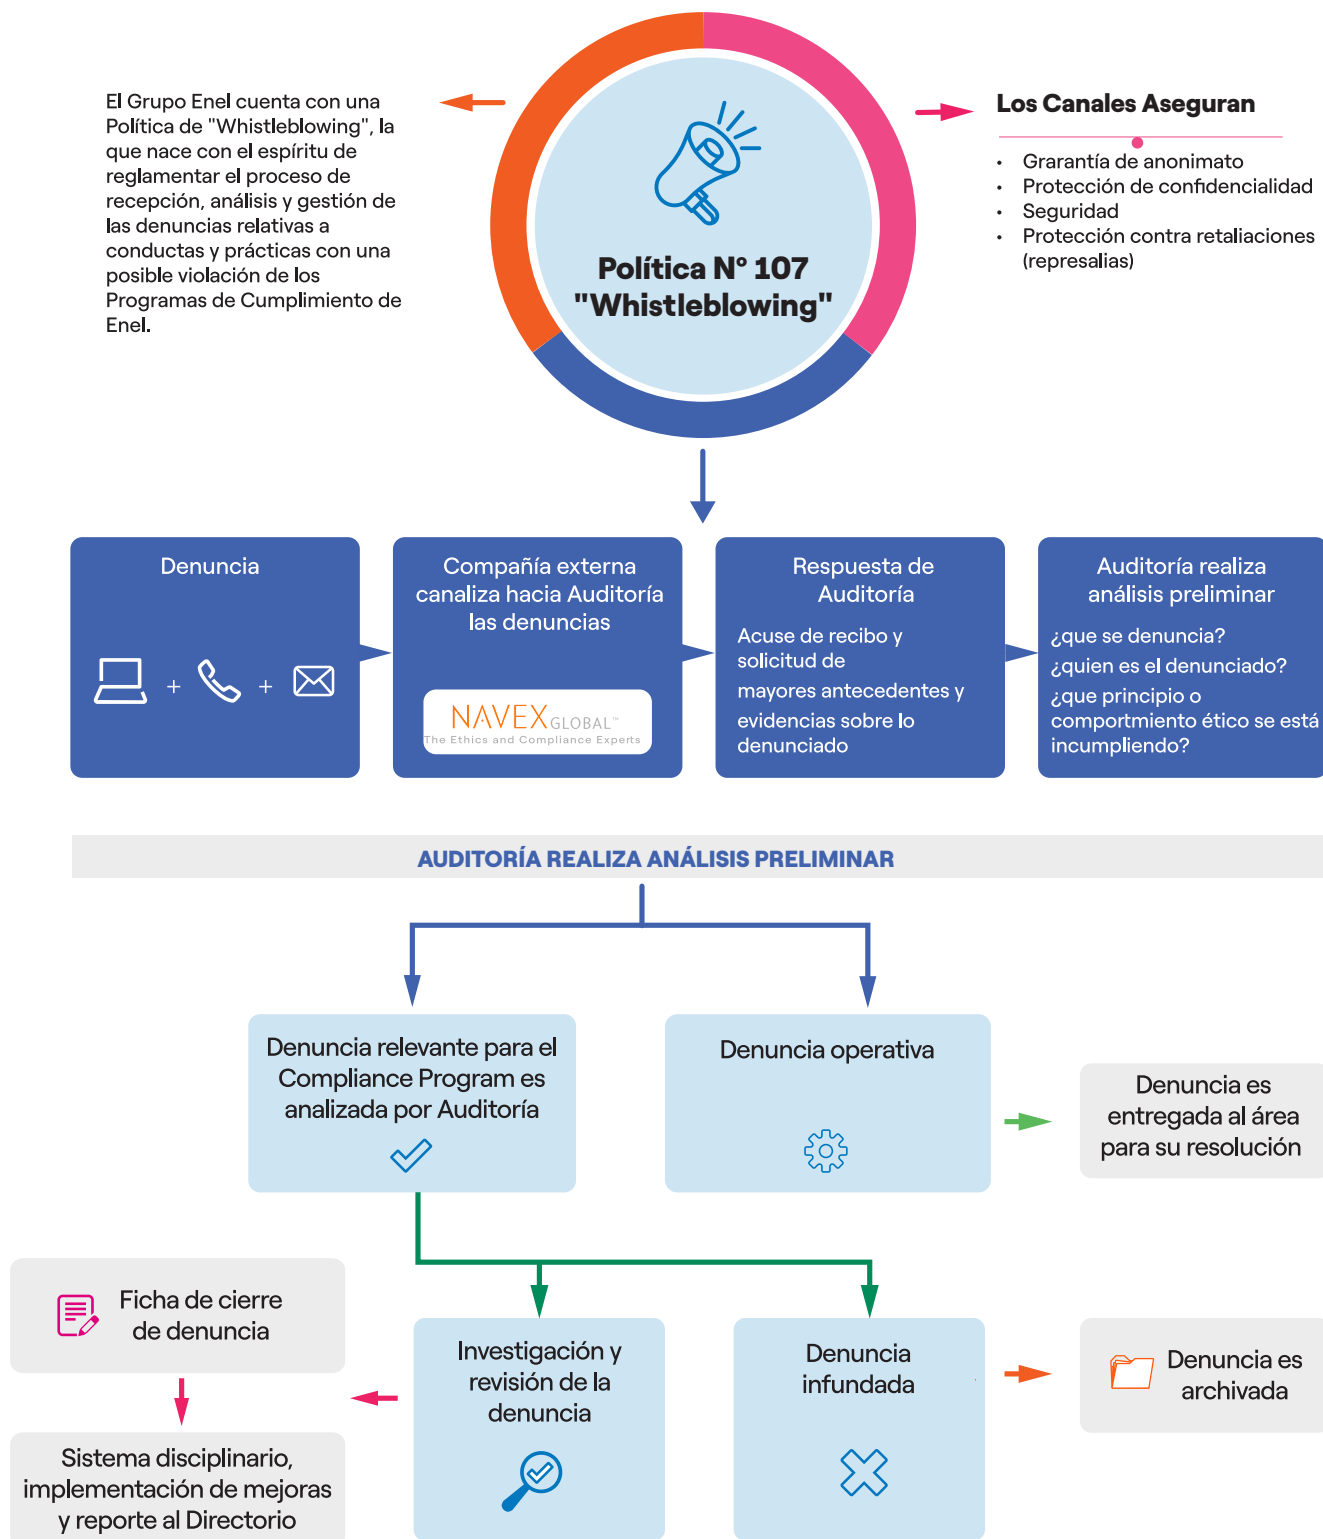 El Grupo Enel cuenta con una
Política de "Whistleblowing", la
que nace con el espíritu de
reglamentar el proceso de
recepción, análisis y gestión de
las denuncias relativas a
conductas y prácticas con una
posible violación de los
Programas de Cumplimiento de
Enel.
Política Nº 107
"Whistleblowing"
Los Canales Aseguran
• Grarantía de anonimato
• Protección de confidencialidad
• Seguridad
• Protección contra retaliaciones
(represalias)
Denuncia
+ +
Compañía externa
canaliza hacia Auditoría
las denuncias
NAVEX GLOBAL™
The Ethics and Compliance Experts
Respuesta de
Auditoría
Acuse de recibo y
solicitud de
mayores antecedentes y
evidencias sobre lo
denunciado
Auditoría realiza
análisis preliminar
¿que se denuncia?
¿quien es el denunciado?
¿que principio o
comportmiento ético se está
incumpliendo?
AUDITORÍA REALIZA ANÁLISIS PRELIMINAR
Denuncia relevante para el
Compliance Program es
analizada por Auditoría
Denuncia operativa
Denuncia es
entregada al área
para su resolución
Ficha de cierre
de denuncia
Investigación y
revisión de la
denuncia
Denuncia
infundada
Denuncia es
archivada
Sistema disciplinario,
implementación de mejoras
y reporte al Directorio